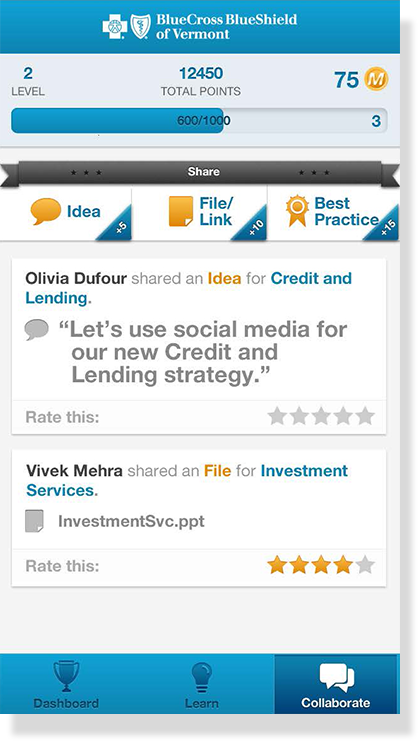 BlueCross BlueShield
of Vermont
2
LEVEL
12450
TOTAL POINTS
75 M
600/1000
3
Share
Idea
+5
File/
Link
+10
Best
Practice
+15
Olivia Dufour shared an Idea for Credit and
Lending.
“Let’s use social media for
our new Credit and
Lending strategy.”
Rate this:
Vivek Mehra shared an File for Investment
Services.
InvestmentSvc.ppt
Rate this:
Dashboard
Learn
Collaborate